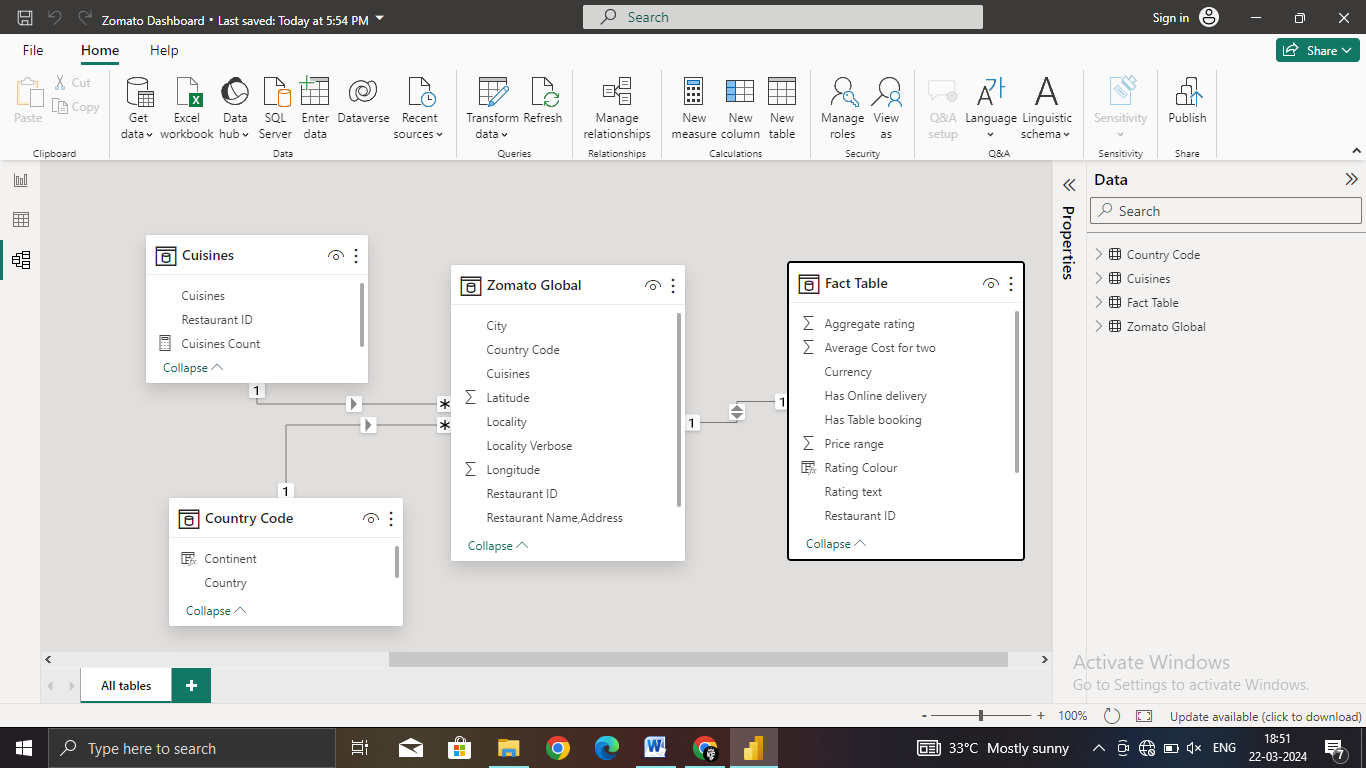 Zomato Dashboard • Last saved: Today at 5:54 PM
Search
Sign in
File
Home
Help
Share
Paste
Cut
Copy
Clipboard
Get data
Excel workbook
Data hub
SQL Server
Enter data
Dataverse
Recent sources
Data
Transform data
Refresh
Queries
Manage relationships
Relationships
New measure
New column
New table
Calculations
Manage roles
View as
Security
Q&A setup
Language
Linguistic schema
Q&A
Sensitivity
Sensitivity
Publish
Share
Cuisines
Cuisines
Restaurant ID
Cuisines Count
Collapse
1
*
*
1
Country Code
Continent
Country
Collapse
Zomato Global
City
Country Code
Cuisines
Latitude
Locality
Locality Verbose
Longitude
Restaurant ID
Restaurant Name,Address
Collapse
1
1
Fact Table
Aggregate rating
Average Cost for two
Currency
Has Online delivery
Has Table booking
Price range
Rating Colour
Rating text
Restaurant ID
Collapse
Properties
Data
Search
Country Code
Cuisines
Fact Table
Zomato Global
Activate Windows
Go to Settings to activate Windows.
All tables
- + 100%
Update available (click to download)
Type here to search
33°C Mostly sunny
ENG
18:51
22-03-2024
7